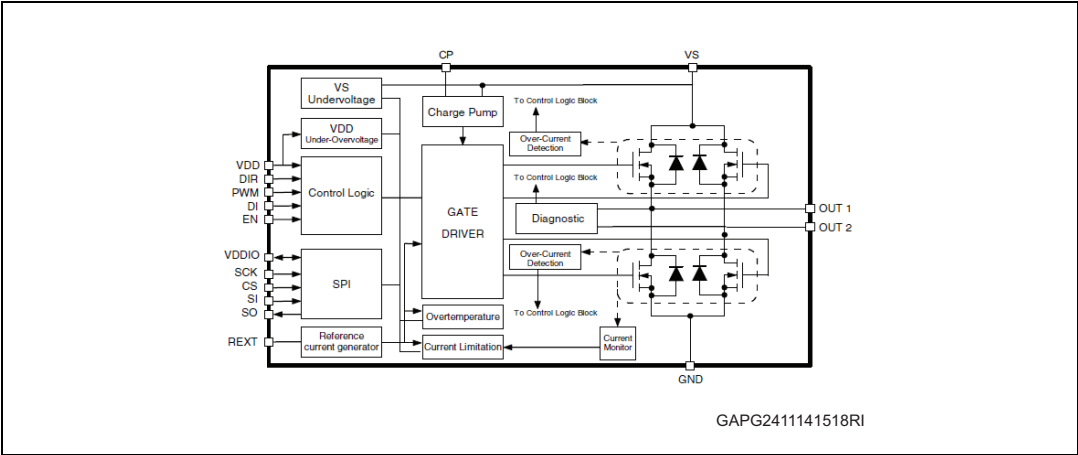 CP
VS
VS
Undervoltage
Charge Pump
To Control Logic Block
VDD
Under-Overvoltage
Over-Current
Detection
VDD
DIR
PWM
DI
EN
Control Logic
To Control Logic Block
GATE
DRIVER
Diagnostic
OUT 1
OUT 2
Over-Current
Detection
VDDIO
SCK
CS
SI
SO
SPI
To Control Logic Block
Overtemperature
REXT
Reference
current generator
Current Limitation
Current
Monitor
GND
GAPG2411141518RI